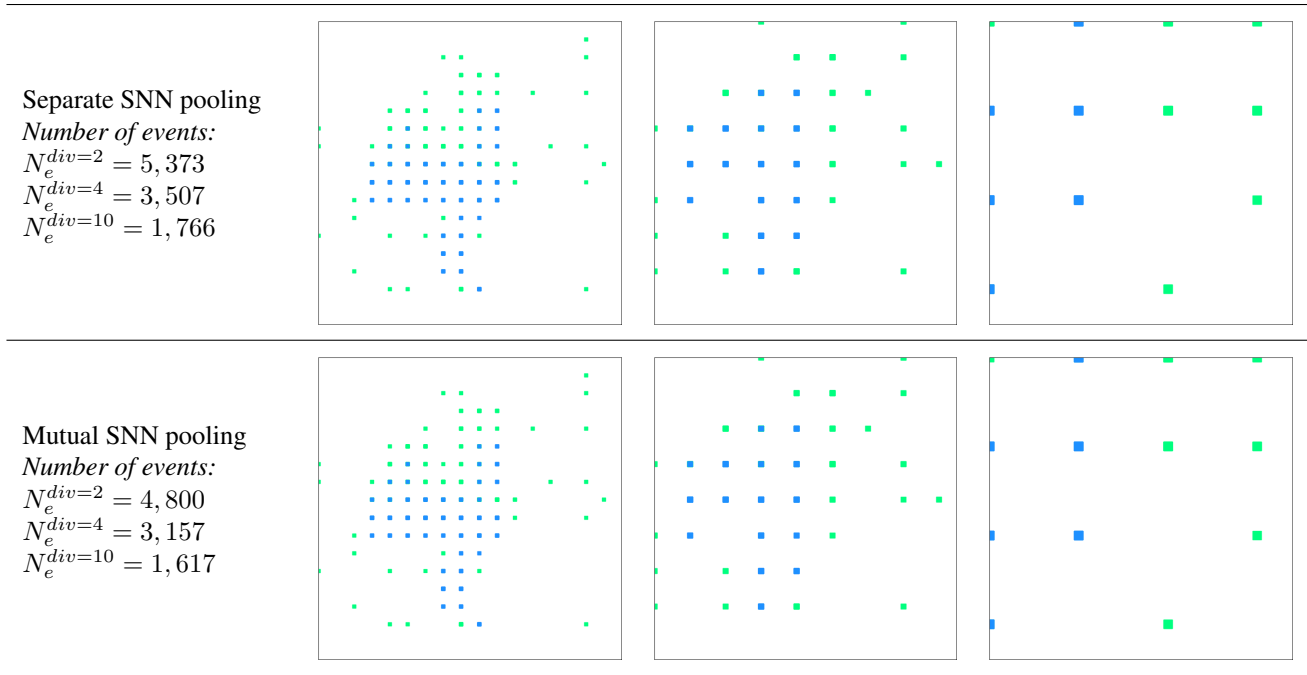 Separate SNN pooling
Number of events:
N_e^{div=2} = 5,373
N_e^{div=4} = 3,507
N_e^{div=10} = 1,766
Mutual SNN pooling
Number of events:
N_e^{div=2} = 4,800
N_e^{div=4} = 3,157
N_e^{div=10} = 1,617